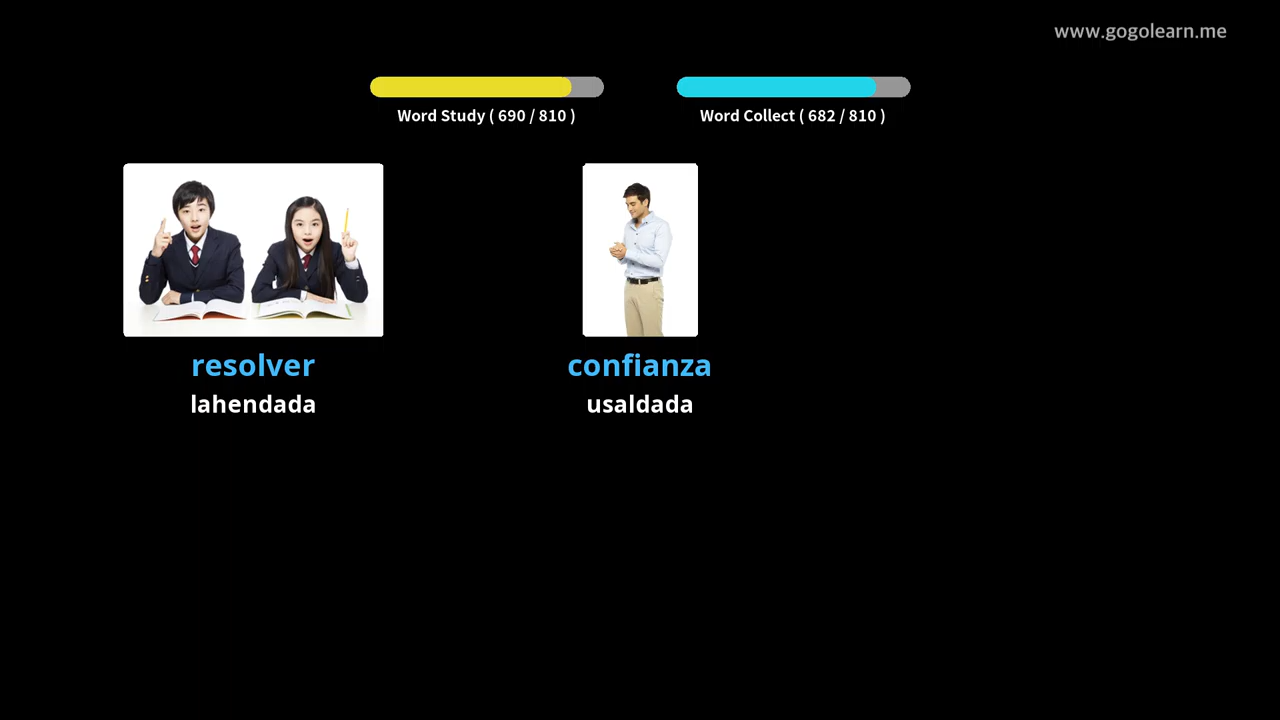 www.gogolearn.me
Word Study ( 690 / 810 )
Word Collect ( 682 / 810 )
resolver
lahendada
confianza
usaldada